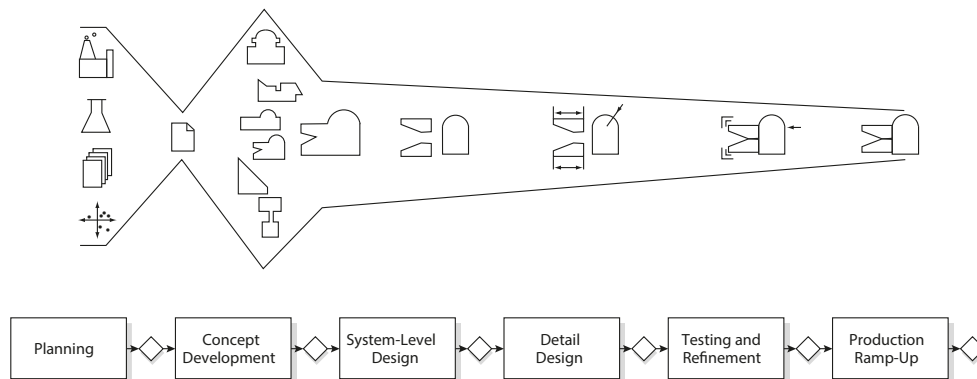 Planning
Concept
Development
System-Level
Design
Detail
Design
Testing and
Refinement
Production
Ramp-Up